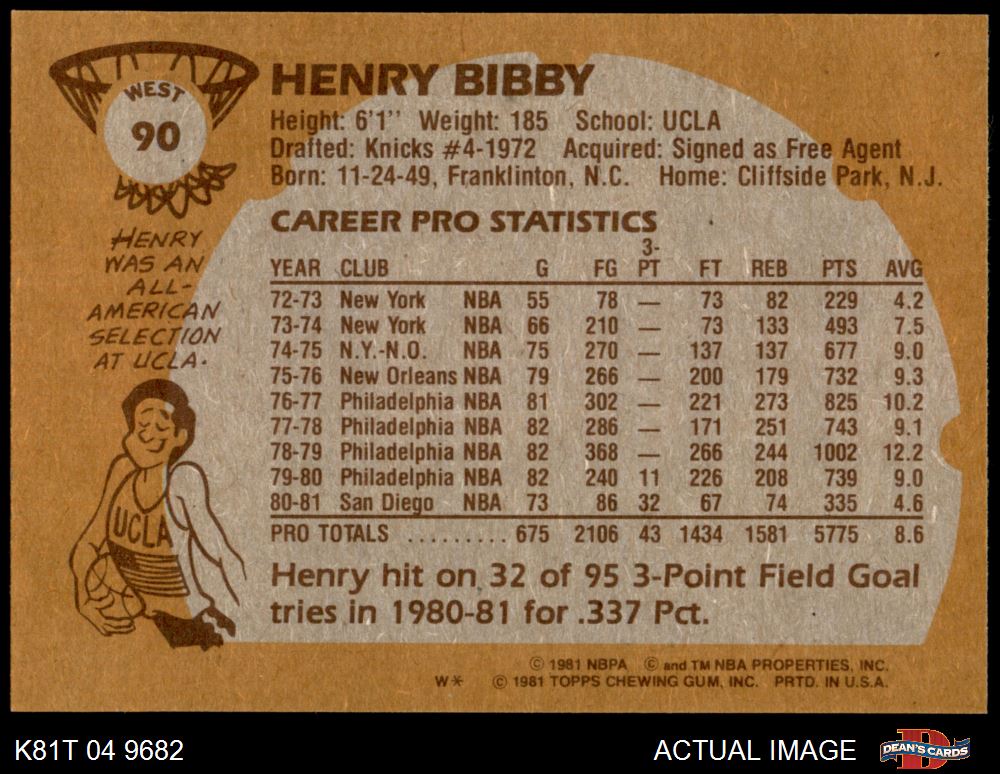 WEST
90
HENRY BIBBY
Height: 6'1'' Weight: 185 School: UCLA
Drafted: Knicks #4-1972 Acquired: Signed as Free Agent
Born: 11-24-49, Franklinton, N.C. Home: Cliffside Park, N.J.
HENRY
WAS AN
ALL-
AMERICAN
SELECTION
AT UCLA.
UCLA
CAREER PRO STATISTICS
YEAR CLUB G FG 3-PT FT REB PTS AVG
72-73 New York NBA 55 78 — 73 82 229 4.2
73-74 New York NBA 66 210 — 73 133 493 7.5
74-75 N.Y.-N.O. NBA 75 270 — 137 137 677 9.0
75-76 New Orleans NBA 79 266 — 200 179 732 9.3
76-77 Philadelphia NBA 81 302 — 221 273 825 10.2
77-78 Philadelphia NBA 82 286 — 171 251 743 9.1
78-79 Philadelphia NBA 82 368 — 266 244 1002 12.2
79-80 Philadelphia NBA 82 240 11 226 208 739 9.0
80-81 San Diego NBA 73 86 32 67 74 335 4.6
PRO TOTALS ......... 675 2106 43 1434 1581 5775 8.6
Henry hit on 32 of 95 3-Point Field Goal
tries in 1980-81 for .337 Pct.
© 1981 NBPA © and TM NBA PROPERTIES, INC.
W* © 1981 TOPPS CHEWING GUM, INC. PRTD. IN U.S.A.
K81T 04 9682
ACTUAL IMAGE
D
DEAN'S CARDS